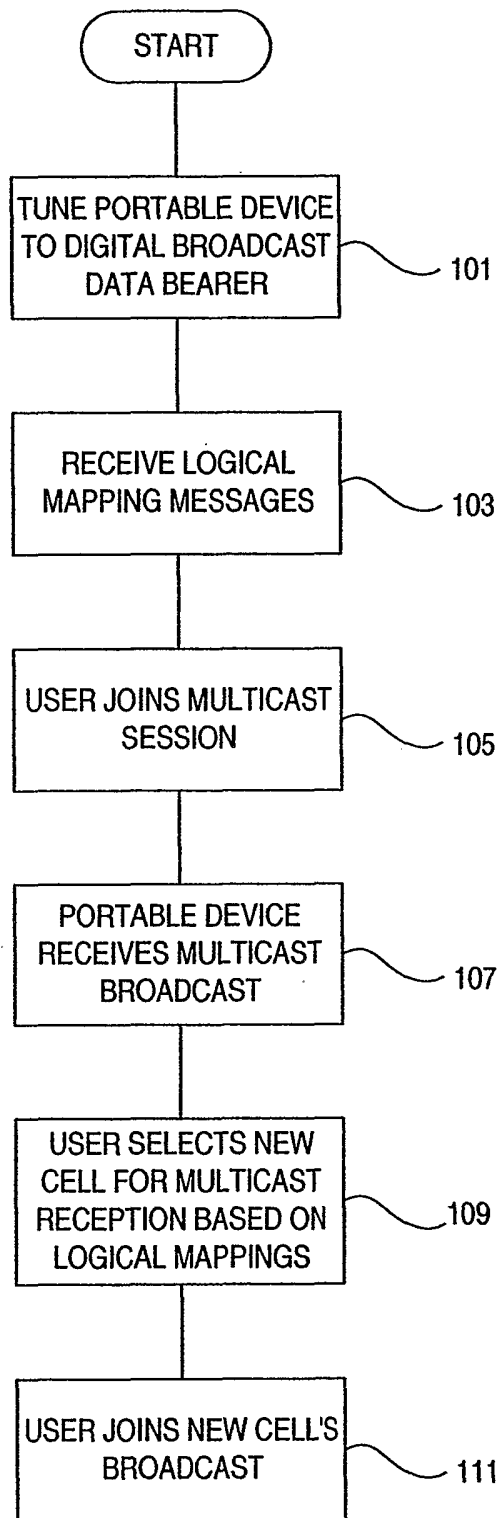 START
TUNE PORTABLE DEVICE
TO DIGITAL BROADCAST
DATA BEARER
101
RECEIVE LOGICAL
MAPPING MESSAGES
103
USER JOINS MULTICAST
SESSION
105
PORTABLE DEVICE
RECEIVES MULTICAST
BROADCAST
107
USER SELECTS NEW
CELL FOR MULTICAST
RECEPTION BASED ON
LOGICAL MAPPINGS
109
USER JOINS NEW CELL'S
BROADCAST
111